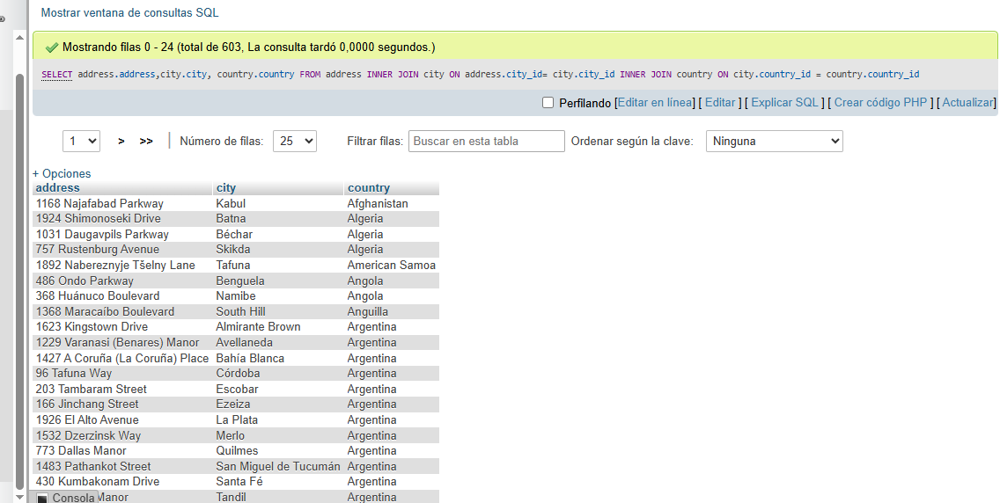 Mostrar ventana de consultas SQL
Mostrando filas 0 - 24 (total de 603, La consulta tardó 0,0000 segundos.)
SELECT address.address,city.city, country.country FROM address INNER JOIN city ON address.city_id= city.city_id INNER JOIN country ON city.country_id = country.country_id
Perfilando [Editar en línea] [ Editar ] [ Explicar SQL ] [ Crear código PHP ] [ Actualizar]
1 > >> | Número de filas: 25 Filtrar filas: Buscar en esta tabla Ordenar según la clave: Ninguna
+ Opciones
address city country
1168 Najafabad Parkway Kabul Afghanistan
1924 Shimonoseki Drive Batna Algeria
1031 Daugavpils Parkway Béchar Algeria
757 Rustenburg Avenue Skikda Algeria
1892 Nabereznyje Tšelny Lane Tafuna American Samoa
486 Ondo Parkway Benguela Angola
368 Huánuco Boulevard Namibe Angola
1368 Maracaíbo Boulevard South Hill Anguilla
1623 Kingstown Drive Almirante Brown Argentina
1229 Varanasi (Benares) Manor Avellaneda Argentina
1427 A Coruña (La Coruña) Place Bahía Blanca Argentina
96 Tafuna Way Córdoba Argentina
203 Tambaram Street Escobar Argentina
166 Jinchang Street Ezeiza Argentina
1926 El Alto Avenue La Plata Argentina
1532 Dzerzinsk Way Merlo Argentina
773 Dallas Manor Quilmes Argentina
1483 Pathankot Street San Miguel de Tucumán Argentina
430 Kumbakonam Drive Santa Fé Argentina
Consola Manor Tandil Argentina